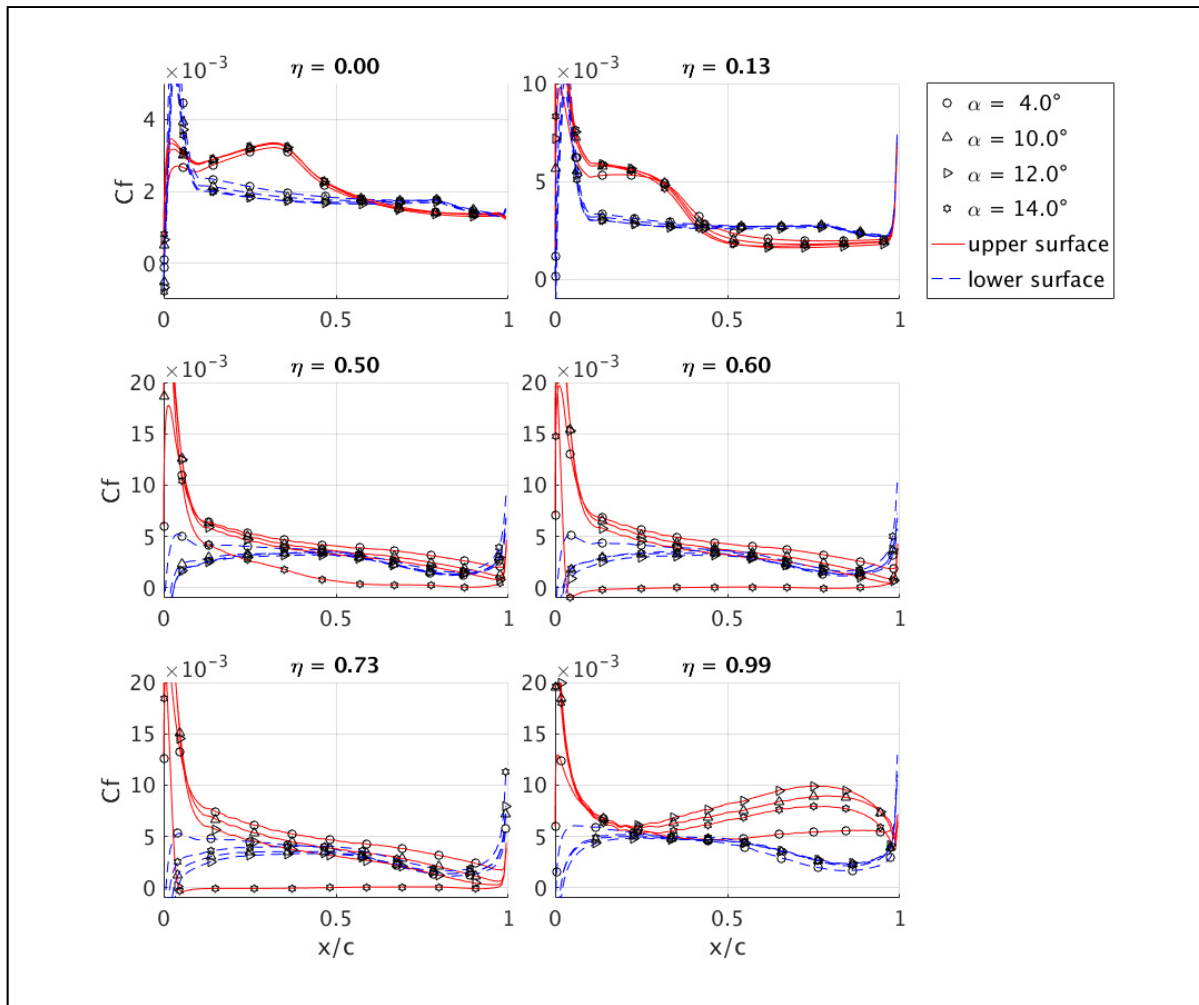 ×10⁻³ η = 0.00
4
2
0
Cf
0 0.5 1
×10⁻³ η = 0.13
10
5
0
0 0.5 1
α = 4.0°
α = 10.0°
α = 12.0°
α = 14.0°
upper surface
lower surface
×10⁻³ η = 0.50
20
15
10
5
0
Cf
0 0.5 1
×10⁻³ η = 0.60
20
15
10
5
0
0 0.5 1
×10⁻³ η = 0.73
20
15
10
5
0
Cf
0 0.5 1
x/c
×10⁻³ η = 0.99
20
15
10
5
0
0 0.5 1
x/c